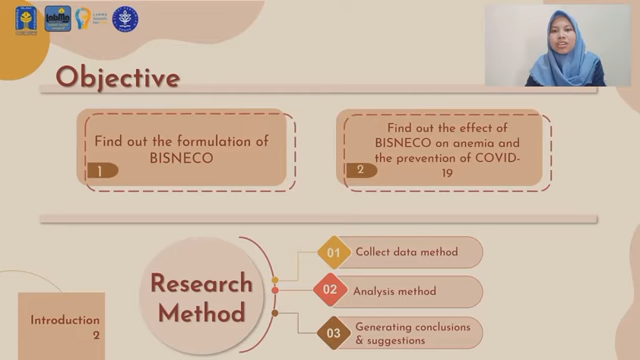 Objective
Find out the formulation of
BISNECO
1
Find out the effect of
BISNECO on anemia and
the prevention of COVID-
19
2
Research
Method
01
Collect data method
02
Analysis method
03
Generating conclusions
& suggestions
Introduction
2